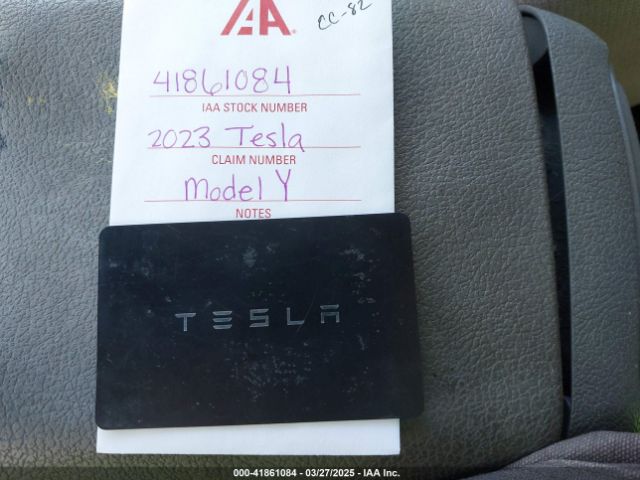 IAA
CC-82
41861084
IAA STOCK NUMBER
2023 Tesla
CLAIM NUMBER
Model Y
NOTES
TESLA
000-41861084 - 03/27/2025 - IAA Inc.